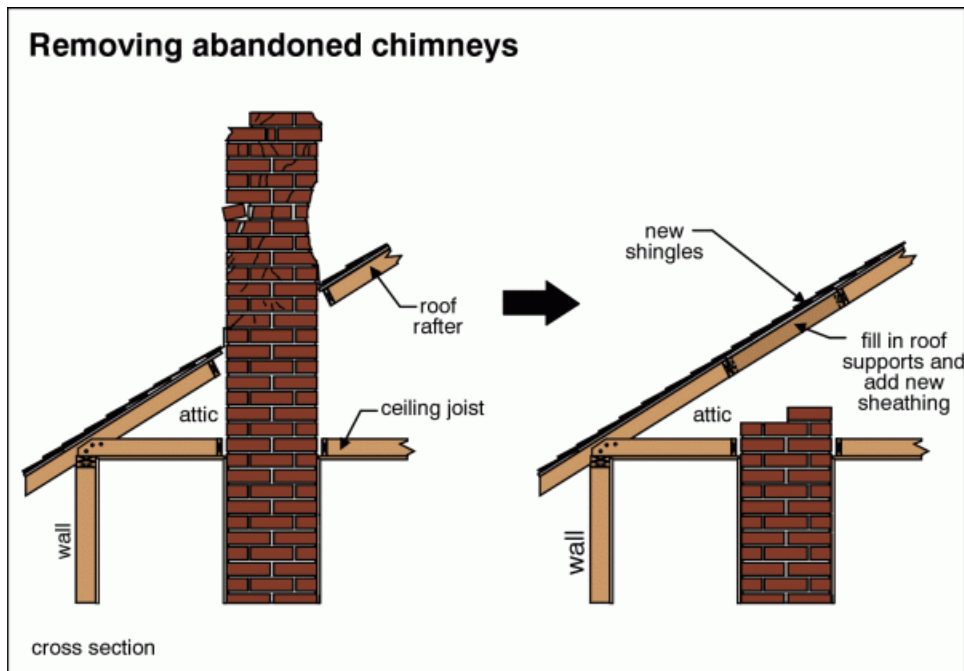 Removing abandoned chimneys
roof
rafter
attic
ceiling joist
wall
cross section
new
shingles
fill in roof
supports and
add new
sheathing
attic
wall